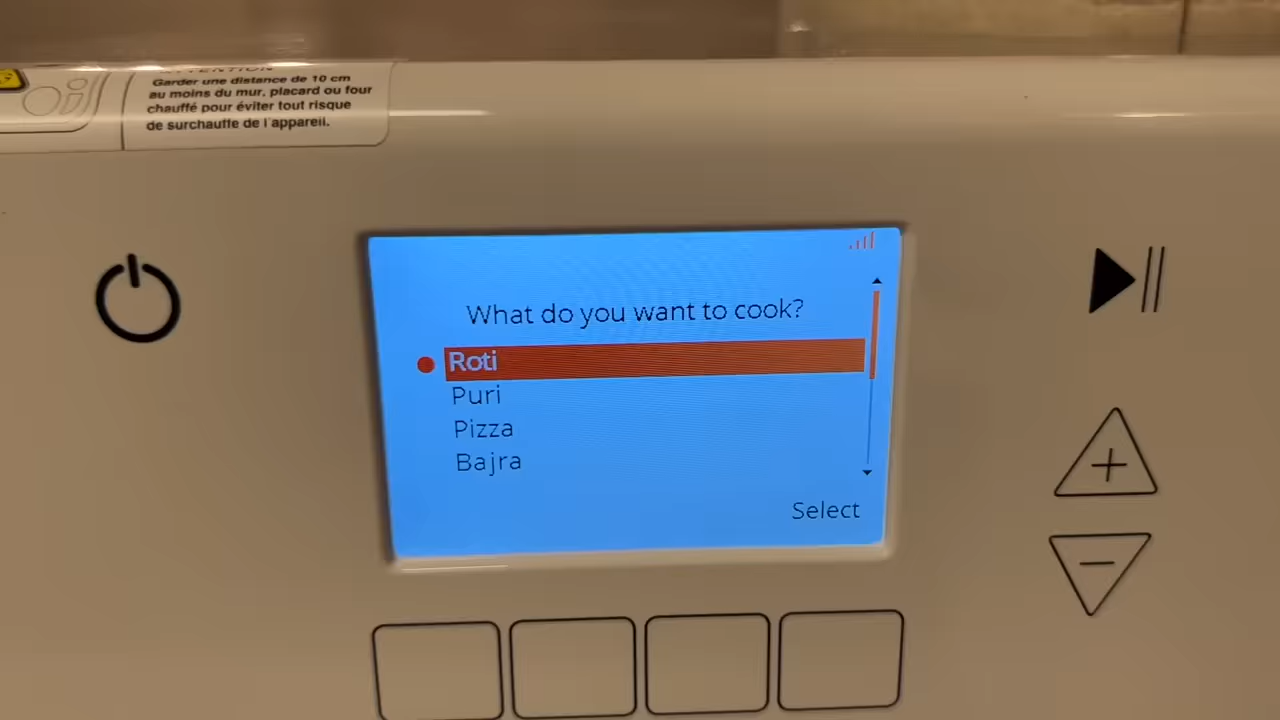 ATTENTION
Garder une distance de 10 cm
au moins du mur, placard ou four
chauffé pour éviter tout risque
de surchauffe de l'appareil.
What do you want to cook?
Roti
Puri
Pizza
Bajra
Select